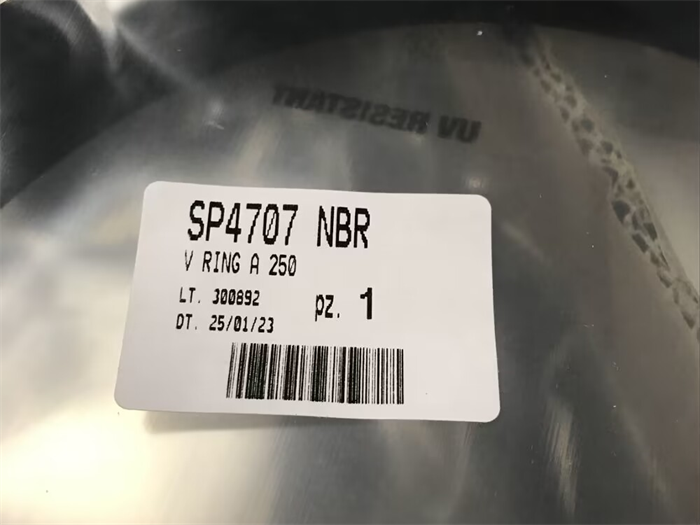 UV RESISTANT
SP4707 NBR
V RING A 250
LT. 300892
pz. 1
DT. 25/01/23